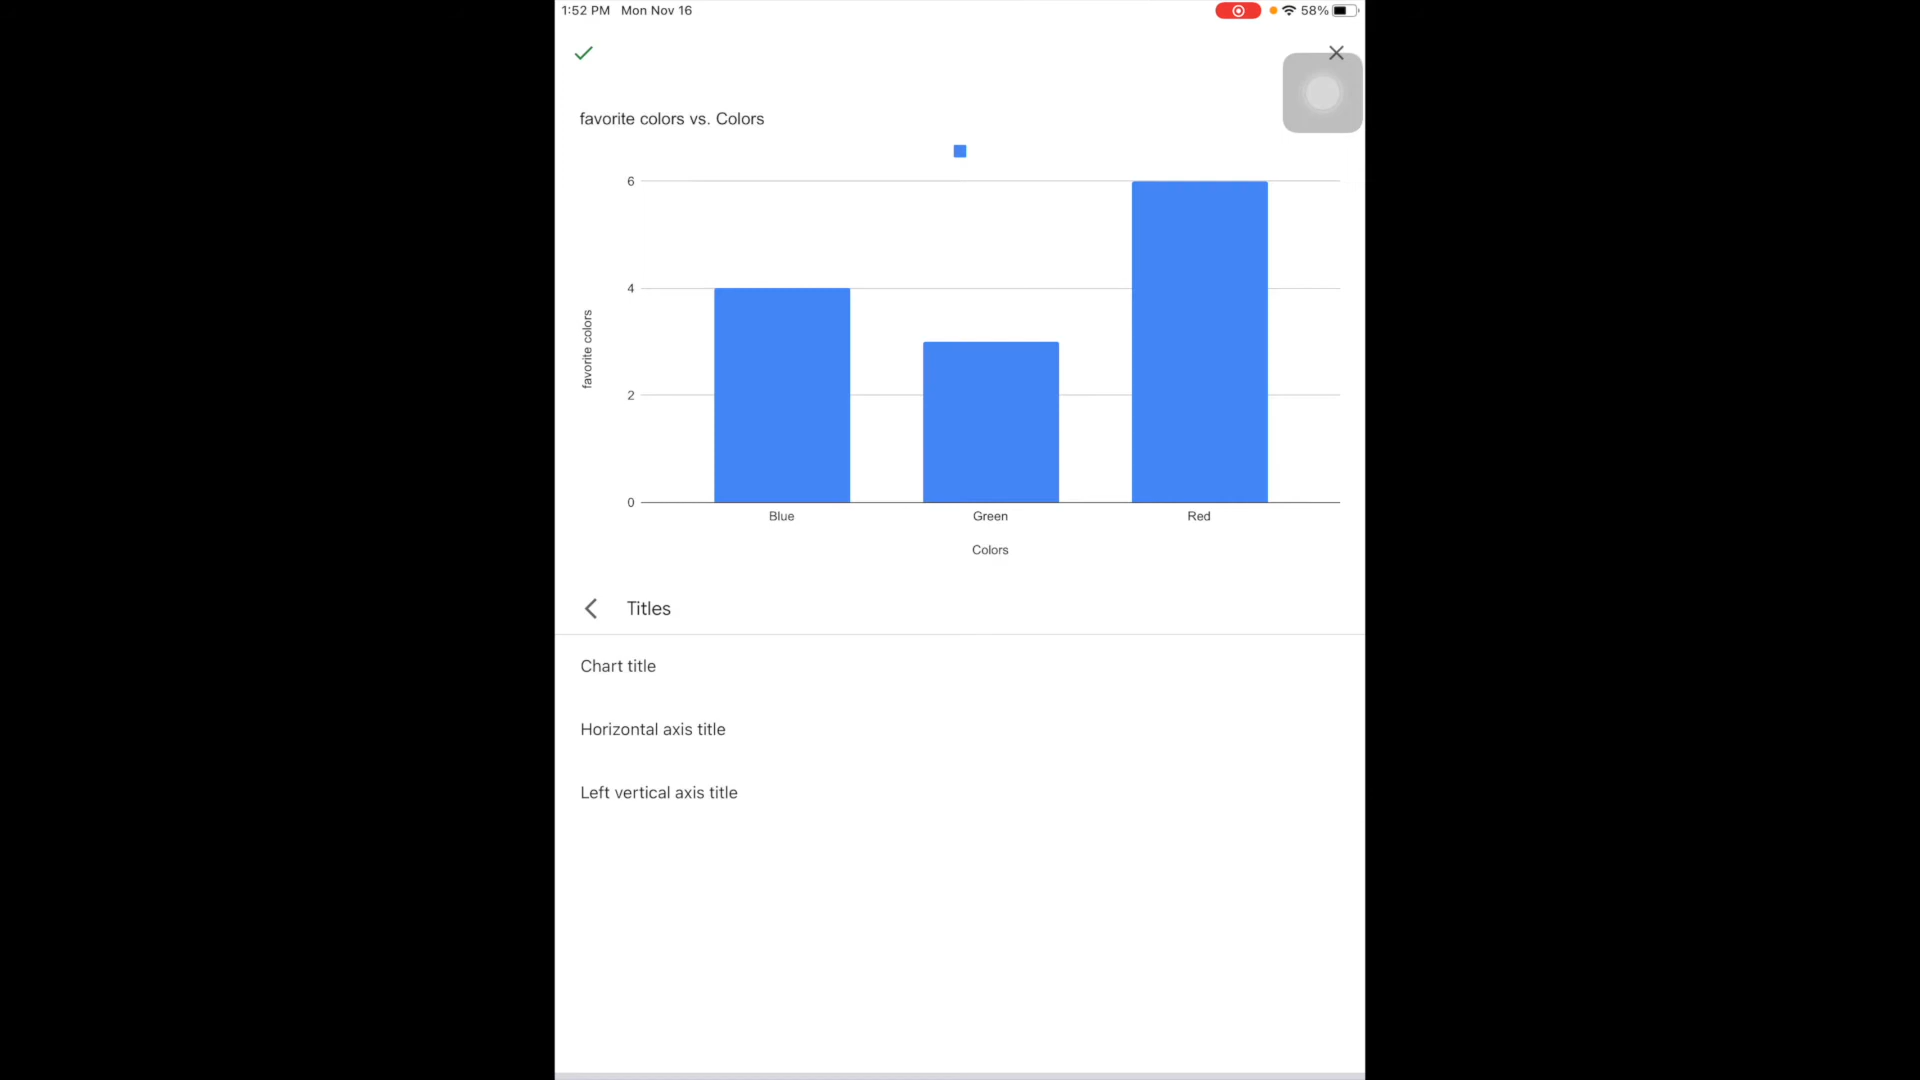 1:52 PM Mon Nov 16 58%
favorite colors vs. Colors
6
4
2
0
favorite colors
Blue Green Red
Colors
Titles
Chart title
Horizontal axis title
Left vertical axis title